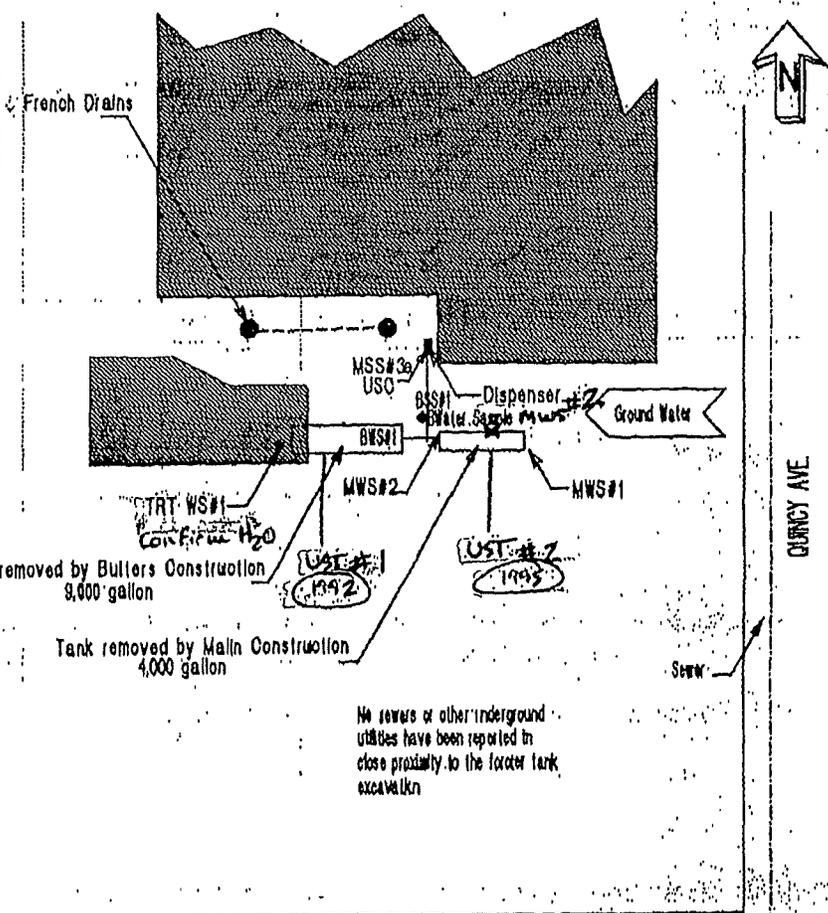 N
French Drains
MSS#3@
USO
BSS#1
Dispenser
Water Sample MWS #2
Ground Water
BWS#1
MWS#2
MWS#1
TRT WS#1
Confirm H2O
UST #1
1992
UST #2
1995
removed by Butters Construction
9,000 gallon
Tank removed by Malin Construction
4,000 gallon
QUINCY AVE.
Sewer
No sewers or other underground
utilities have been reported in
close proximity to the former tank
excavation